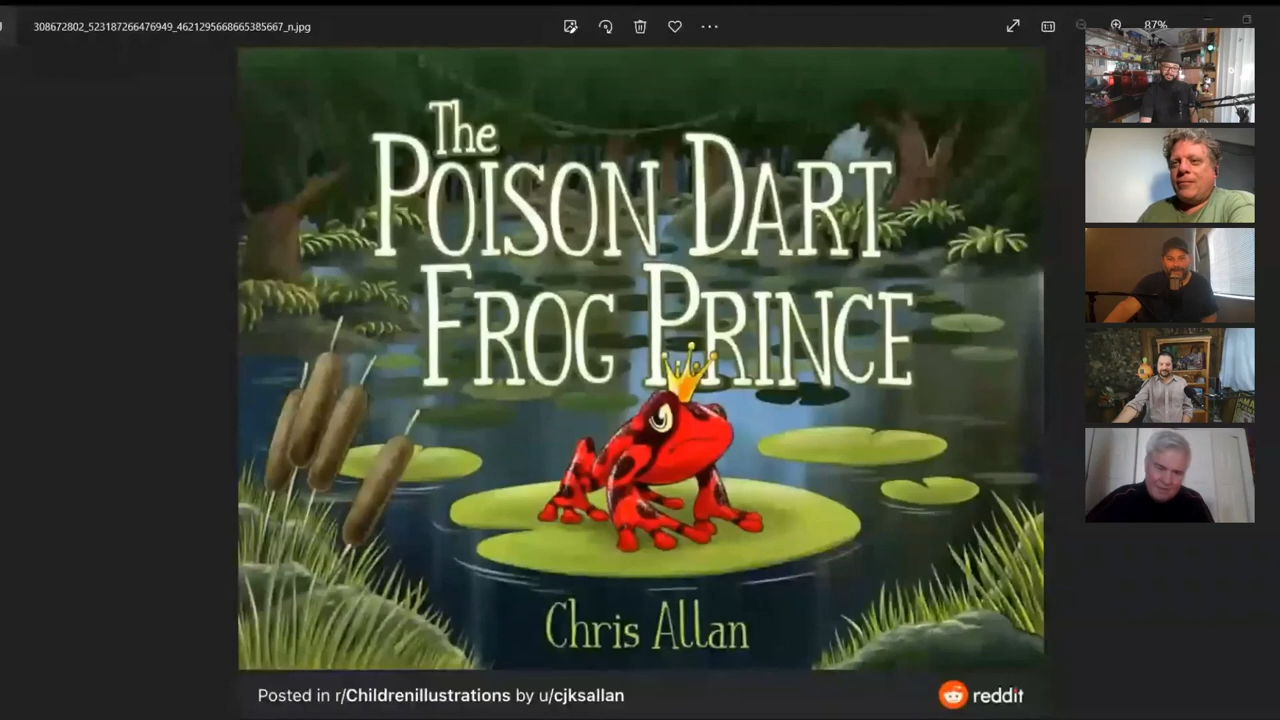 308672802_523187266476949_4621295668665385667_n.jpg
87%
The
POISON DART
FROG PRINCE
Chris Allan
Posted in r/Childrenillustrations by u/cjksallan
reddit